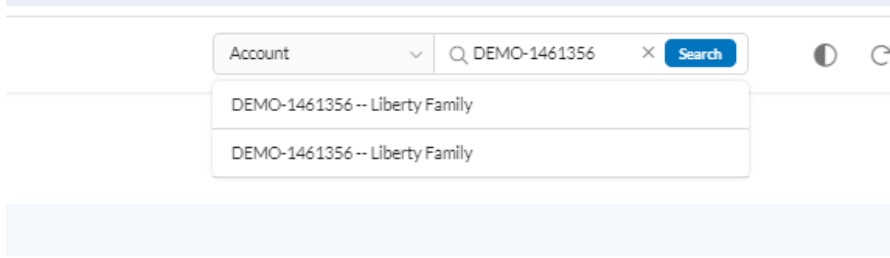 Account DEMO-1461356 Search
DEMO-1461356 -- Liberty Family
DEMO-1461356 -- Liberty Family